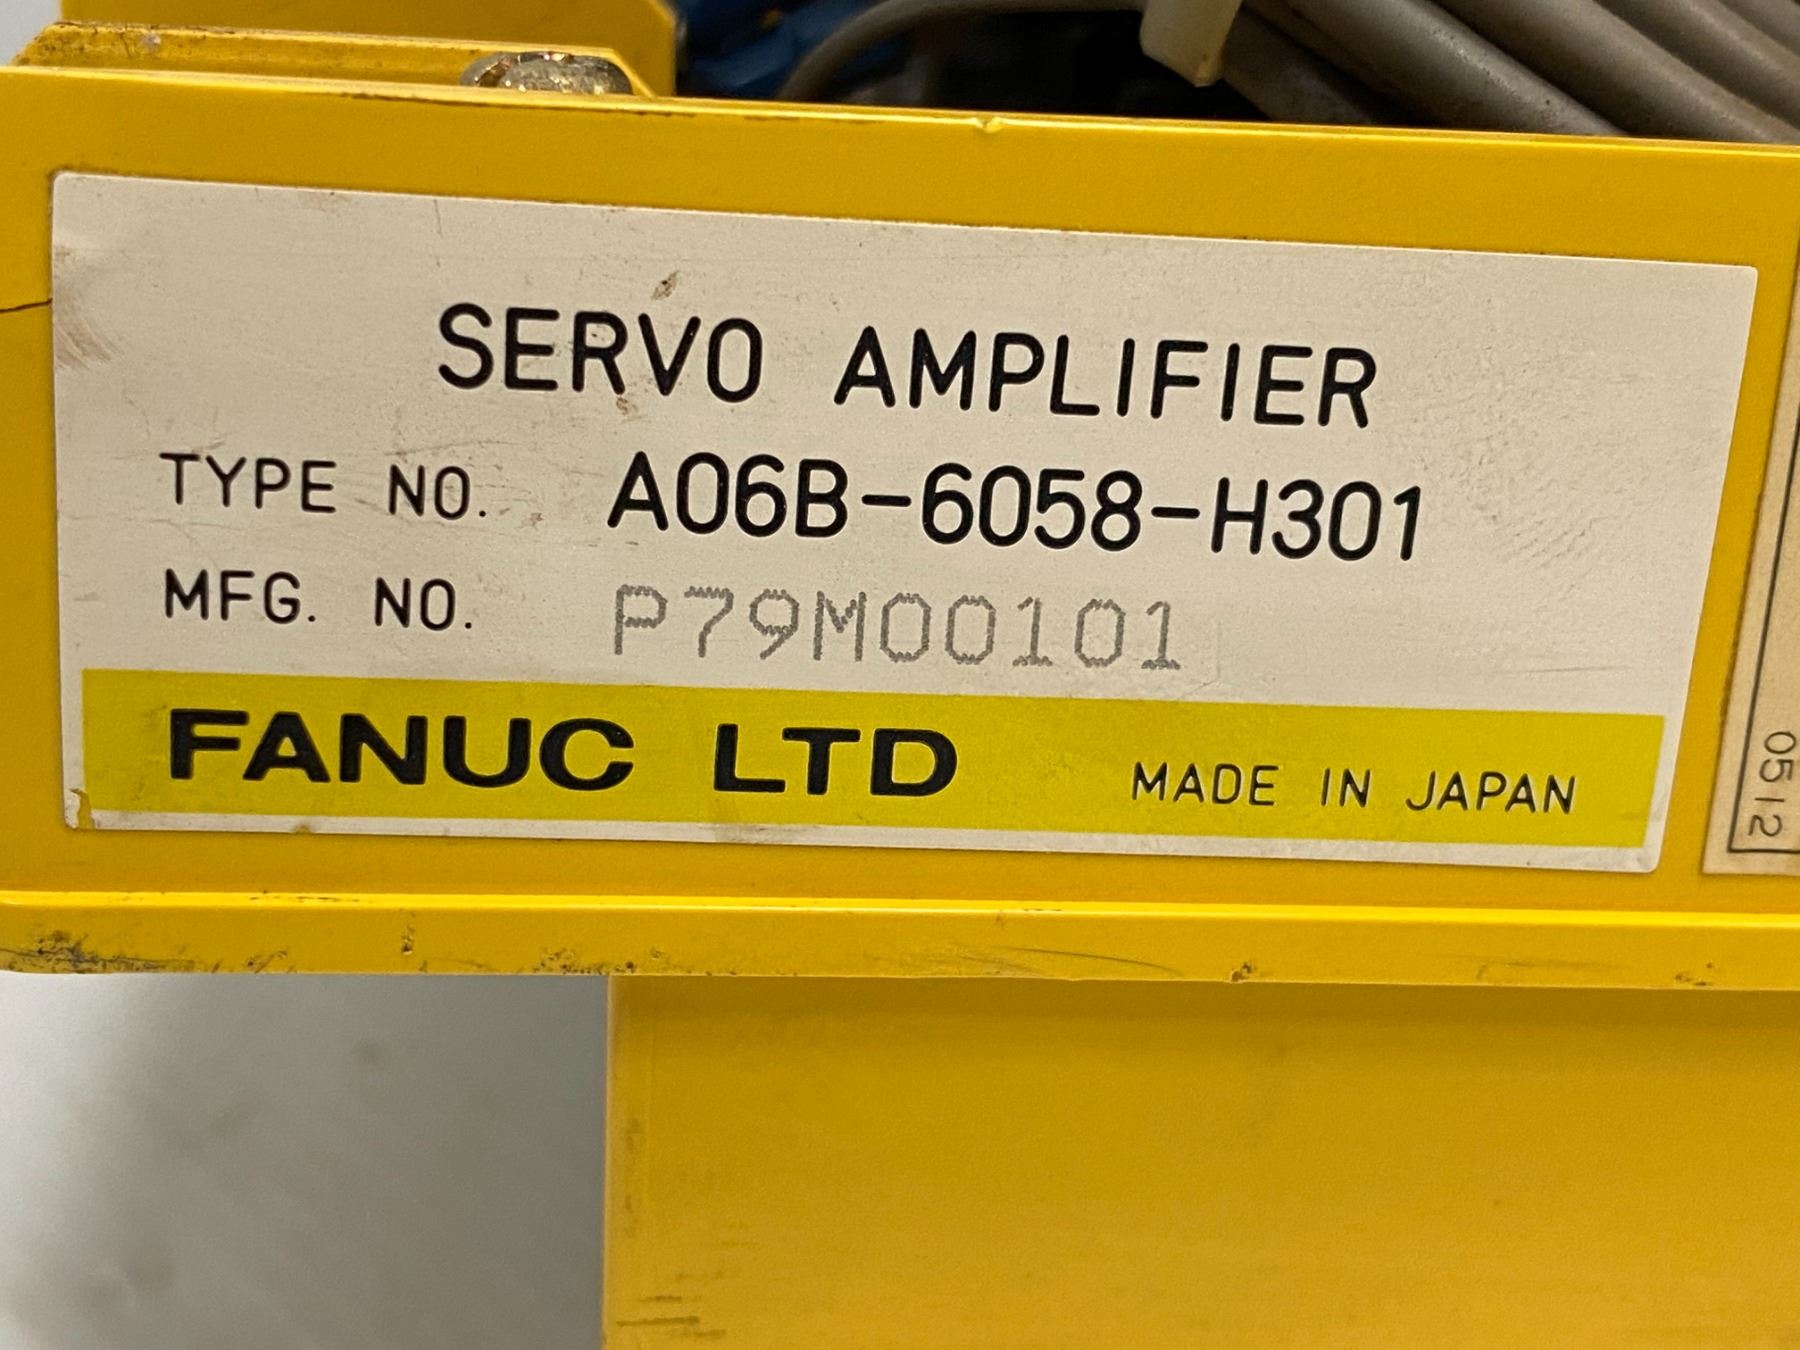 SERVO AMPLIFIER
TYPE NO. A06B-6058-H301
MFG. NO. P79M00101
FANUC LTD MADE IN JAPAN
0512